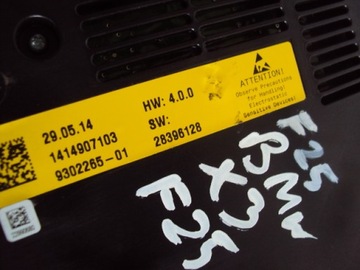 29.05.14
1414907103
9302265-01
HW: 4.0.0
SW:
28396128
ATTENTION!
Observe Precautions
for Handling!
Electrostatic
Sensitive Devices!
F25
BMW
X3
F25